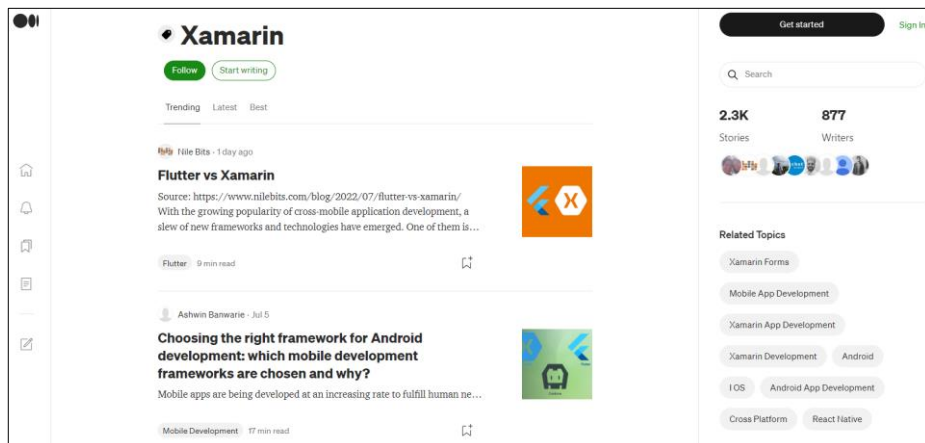 Xamarin
Follow
Start writing
Trending Latest Best
Nile Bits · 1 day ago
Flutter vs Xamarin
Source: https://www.nilebits.com/blog/2022/07/flutter-vs-xamarin/
With the growing popularity of cross-mobile application development, a
slew of new frameworks and technologies have emerged. One of them is…
Flutter 9 min read
Ashwin Banwarie · Jul 5
Choosing the right framework for Android
development: which mobile development
frameworks are chosen and why?
Mobile apps are being developed at an increasing rate to fulfill human ne…
Mobile Development 17 min read
Get started
Sign In
Search
2.3K 877
Stories Writers
Related Topics
Xamarin Forms
Mobile App Development
Xamarin App Development
Xamarin Development Android
IOS Android App Development
Cross Platform React Native